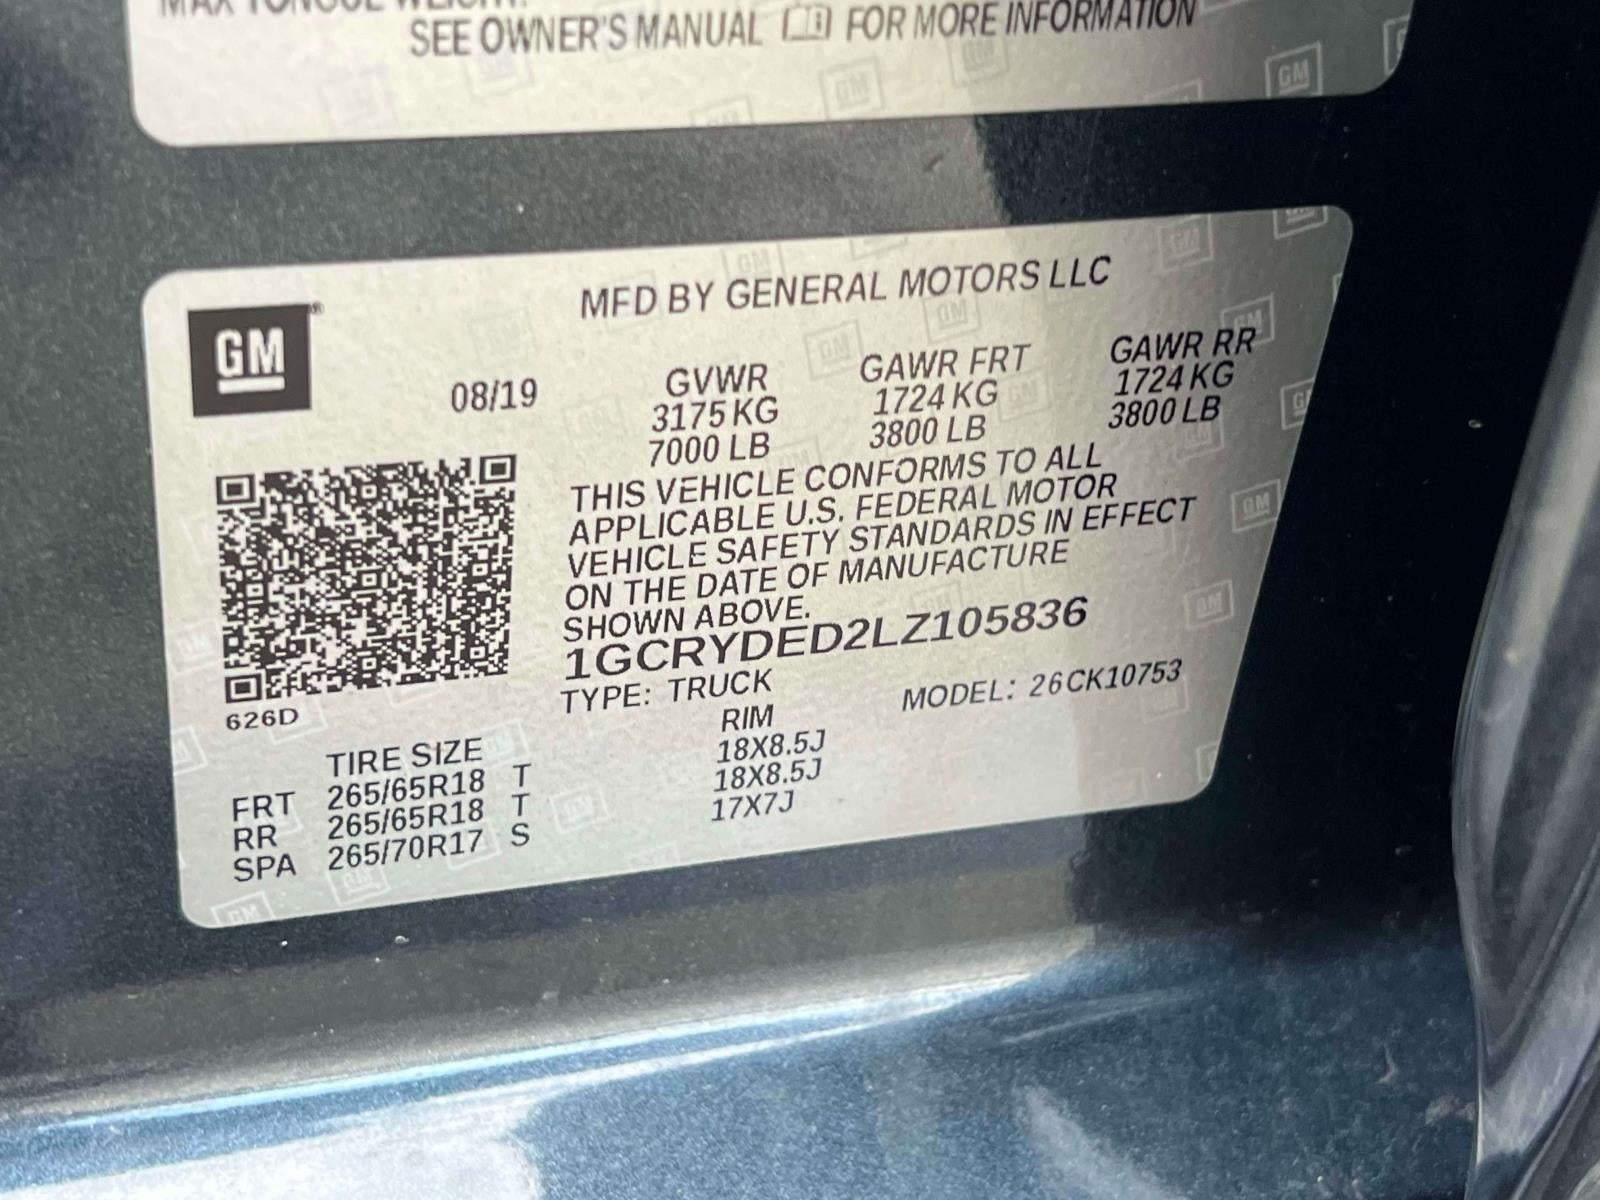 MAX TONGUE WEIGHT:
SEE OWNER'S MANUAL FOR MORE INFORMATION
GM
MFD BY GENERAL MOTORS LLC
08/19
GVWR GAWR FRT GAWR RR
3175 KG 1724 KG 1724 KG
7000 LB 3800 LB 3800 LB
THIS VEHICLE CONFORMS TO ALL
APPLICABLE U.S. FEDERAL MOTOR
VEHICLE SAFETY STANDARDS IN EFFECT
ON THE DATE OF MANUFACTURE
SHOWN ABOVE.
1GCRYDED2LZ105836
TYPE: TRUCK MODEL: 26CK10753
626D
TIRE SIZE RIM
FRT 265/65R18 T 18X8.5J
RR 265/65R18 T 18X8.5J
SPA 265/70R17 S 17X7J